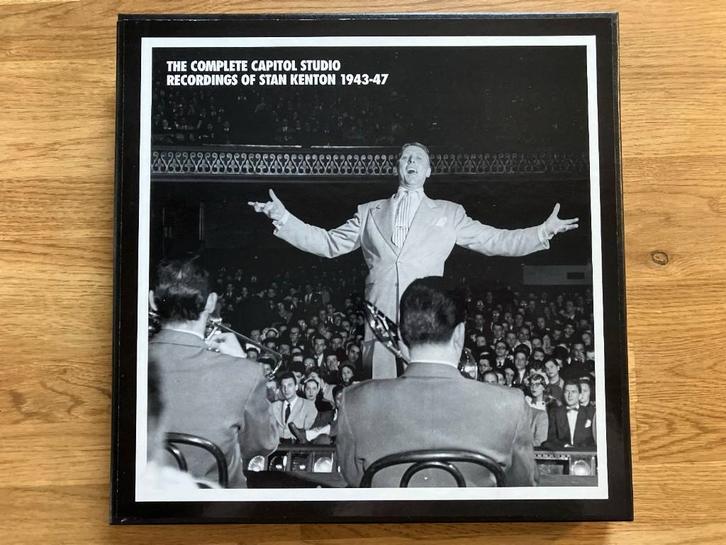 THE COMPLETE CAPITOL STUDIO
RECORDINGS OF STAN KENTON 1943-47